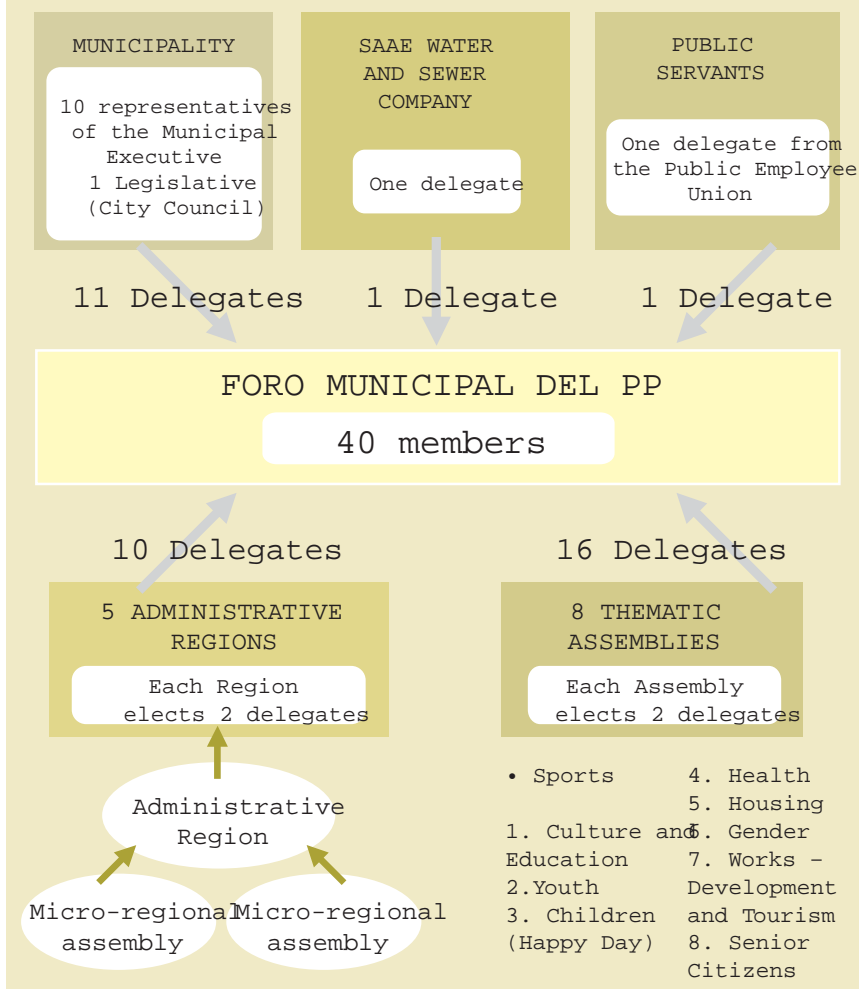 MUNICIPALITY
10 representatives
of the Municipal
Executive
1 Legislative
(City Council)
SAAE WATER
AND SEWER
COMPANY
One delegate
PUBLIC
SERVANTS
One delegate from
the Public Employee
Union
11 Delegates
1 Delegate
1 Delegate
FORO MUNICIPAL DEL PP
40 members
10 Delegates
16 Delegates
5 ADMINISTRATIVE
REGIONS
Each Region
elects 2 delegates
8 THEMATIC
ASSEMBLIES
Each Assembly
elects 2 delegates
Administrative
Region
Micro-regional
assembly
Micro-regional
assembly
• Sports
1. Culture and
Education
2.Youth
3. Children
(Happy Day)
4. Health
5. Housing
6. Gender
7. Works –
Development
and Tourism
8. Senior
Citizens